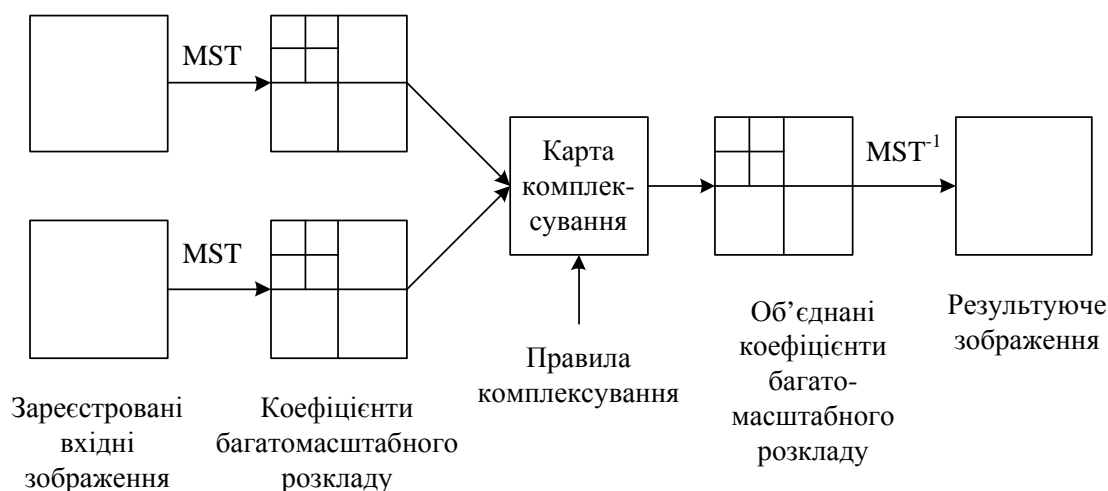 MST
MST
Карта
комплек-
сування
MST-1
Правила
комплексування
Зареєстровані
вхідні
зображення
Коефіцієнти
багатомасштабного
розкладу
Об’єднані
коефіцієнти
багато-
масштабного
розкладу
Результуюче
зображення